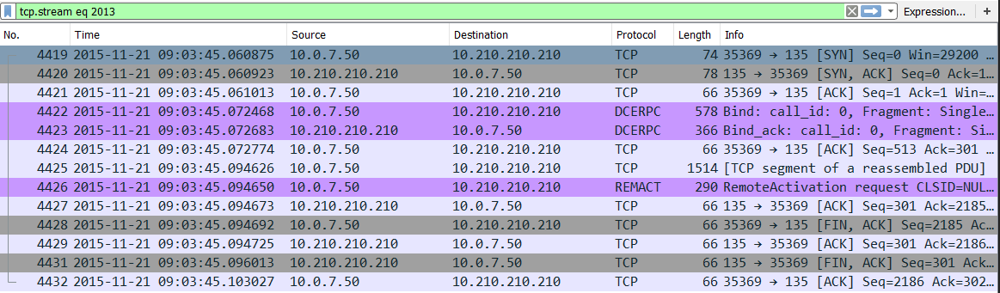 tcp.stream eq 2013 Expression... +
No. Time Source Destination Protocol Length Info
4419 2015-11-21 09:03:45.060875 10.0.7.50 10.210.210.210 TCP 74 35369 → 135 [SYN] Seq=0 Win=29200 …
4420 2015-11-21 09:03:45.060923 10.210.210.210 10.0.7.50 TCP 78 135 → 35369 [SYN, ACK] Seq=0 Ack=1…
4421 2015-11-21 09:03:45.061013 10.0.7.50 10.210.210.210 TCP 66 35369 → 135 [ACK] Seq=1 Ack=1 Win=…
4422 2015-11-21 09:03:45.072468 10.0.7.50 10.210.210.210 DCERPC 578 Bind: call_id: 0, Fragment: Single…
4423 2015-11-21 09:03:45.072683 10.210.210.210 10.0.7.50 DCERPC 366 Bind_ack: call_id: 0, Fragment: Si…
4424 2015-11-21 09:03:45.072774 10.0.7.50 10.210.210.210 TCP 66 35369 → 135 [ACK] Seq=513 Ack=301 …
4425 2015-11-21 09:03:45.094626 10.0.7.50 10.210.210.210 TCP 1514 [TCP segment of a reassembled PDU]
4426 2015-11-21 09:03:45.094650 10.0.7.50 10.210.210.210 REMACT 290 RemoteActivation request CLSID=NUL…
4427 2015-11-21 09:03:45.094673 10.210.210.210 10.0.7.50 TCP 66 135 → 35369 [ACK] Seq=301 Ack=2185…
4428 2015-11-21 09:03:45.094692 10.0.7.50 10.210.210.210 TCP 66 35369 → 135 [FIN, ACK] Seq=2185 Ac…
4429 2015-11-21 09:03:45.094725 10.210.210.210 10.0.7.50 TCP 66 135 → 35369 [ACK] Seq=301 Ack=2186…
4431 2015-11-21 09:03:45.096013 10.210.210.210 10.0.7.50 TCP 66 135 → 35369 [FIN, ACK] Seq=301 Ack…
4432 2015-11-21 09:03:45.103027 10.0.7.50 10.210.210.210 TCP 66 35369 → 135 [ACK] Seq=2186 Ack=302…